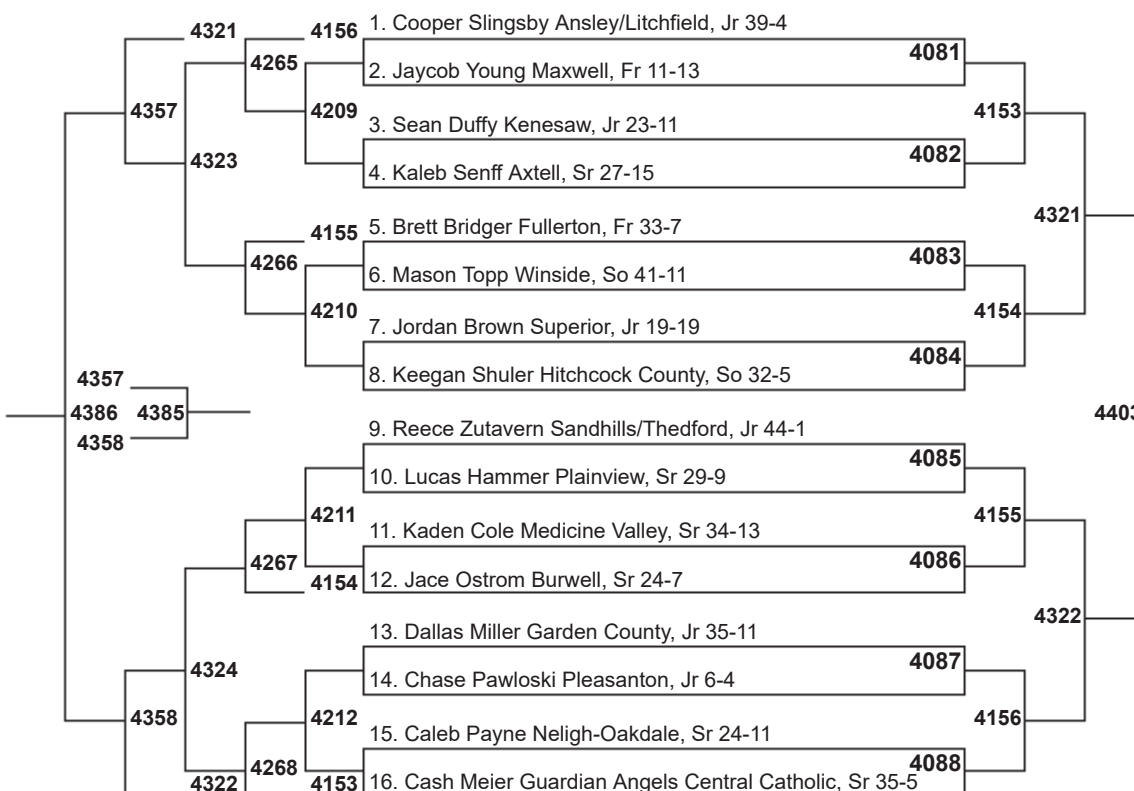 4321 4156 1. Cooper Slingsby Ansley/Litchfield, Jr 39-4
4081
4265
2. Jaycob Young Maxwell, Fr 11-13
4357 4209 4153
3. Sean Duffy Kenesaw, Jr 23-11
4323 4082
4. Kaleb Senff Axtell, Sr 27-15
4321
4155 5. Brett Bridger Fullerton, Fr 33-7
4083
4266
6. Mason Topp Winside, So 41-11
4210 4154
7. Jordan Brown Superior, Jr 19-19
4084
4357 8. Keegan Shuler Hitchcock County, So 32-5
4386 4385 4403
4358
9. Reece Zutavern Sandhills/Thedford, Jr 44-1
4085
10. Lucas Hammer Plainview, Sr 29-9
4211 4155
11. Kaden Cole Medicine Valley, Sr 34-13
4267 4086
4154 12. Jace Ostrom Burwell, Sr 24-7
4322
13. Dallas Miller Garden County, Jr 35-11
4324 4087
14. Chase Pawloski Pleasanton, Jr 6-4
4358 4212 4156
15. Caleb Payne Neligh-Oakdale, Sr 24-11
4268 4088
4322 4153 16. Cash Meier Guardian Angels Central Catholic, Sr 35-5